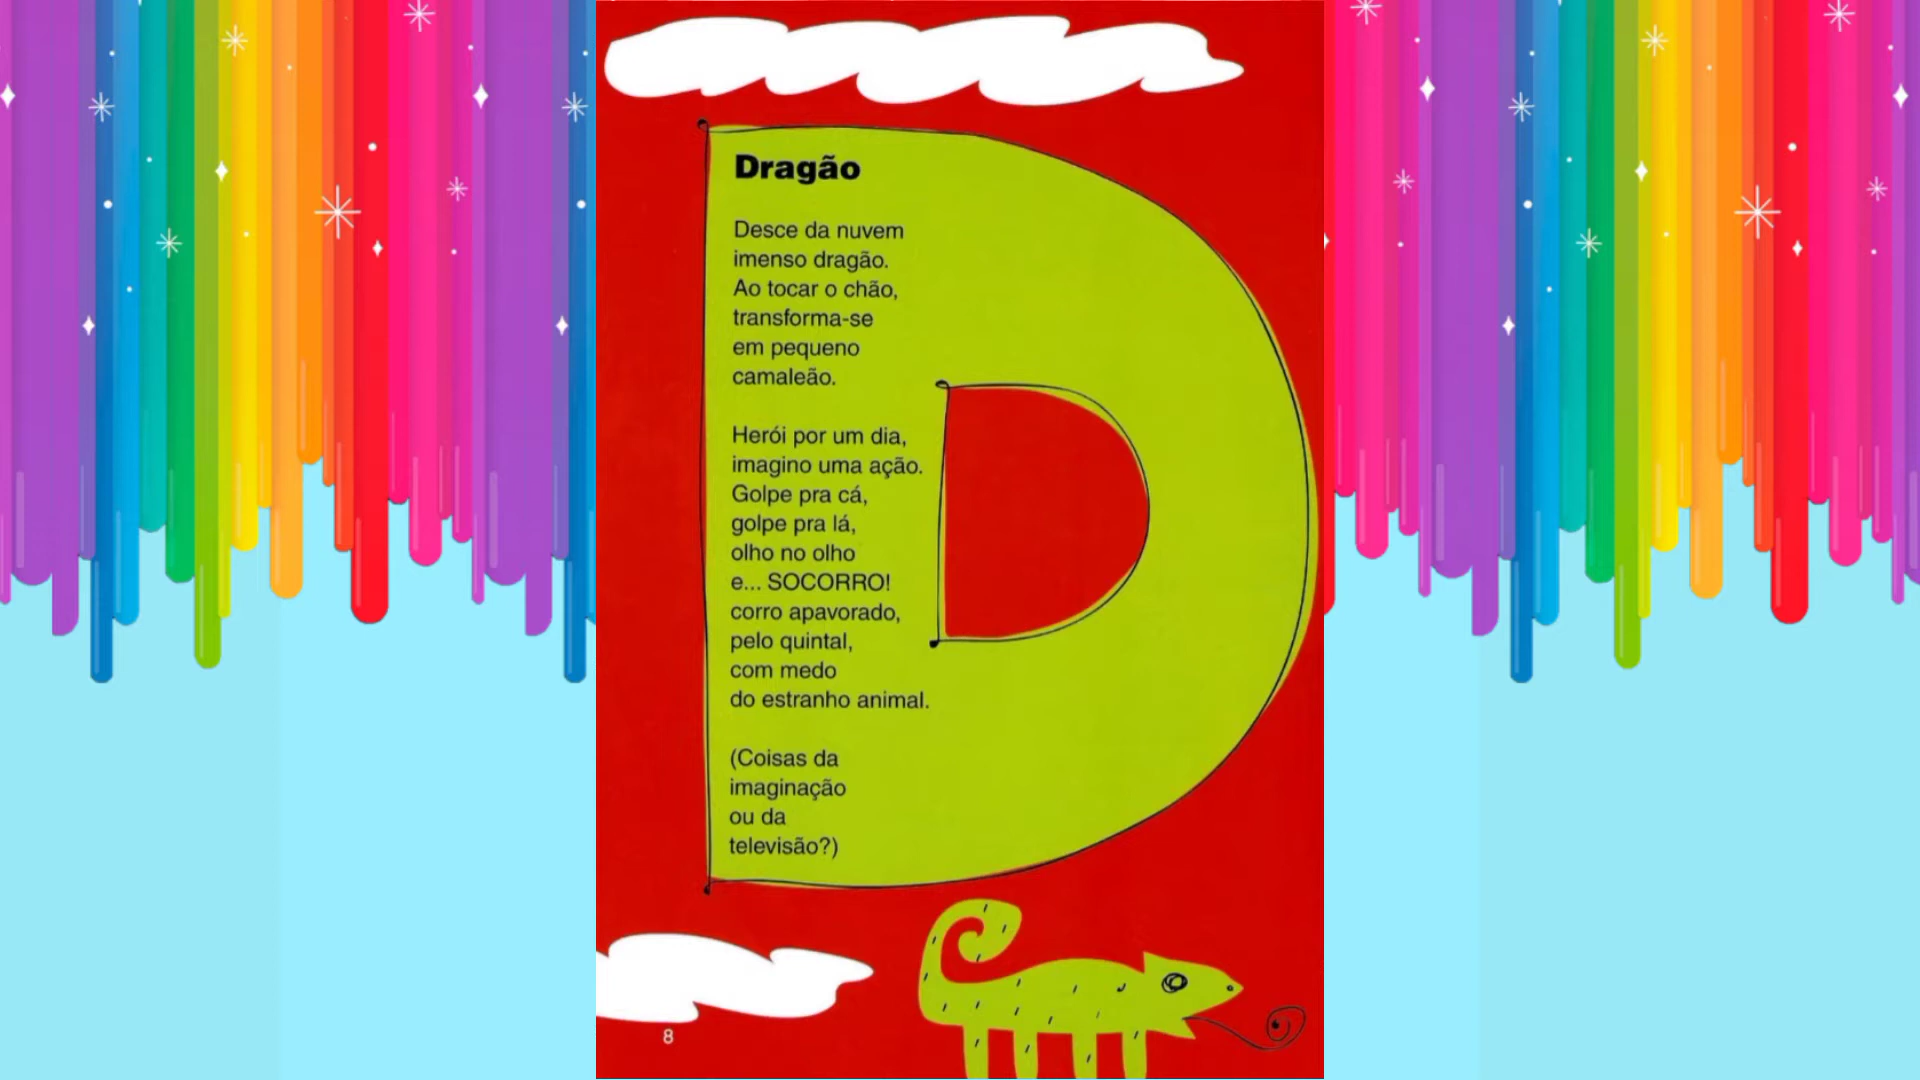 Dragão
Desce da nuvem
imenso dragão.
Ao tocar o chão,
transforma-se
em pequeno
camaleão.
Herói por um dia,
imagino uma ação.
Golpe pra cá,
golpe pra lá,
olho no olho
e... SOCORRO!
corro apavorado,
pelo quintal,
com medo
do estranho animal.
(Coisas da
imaginação
ou da
televisão?)
8